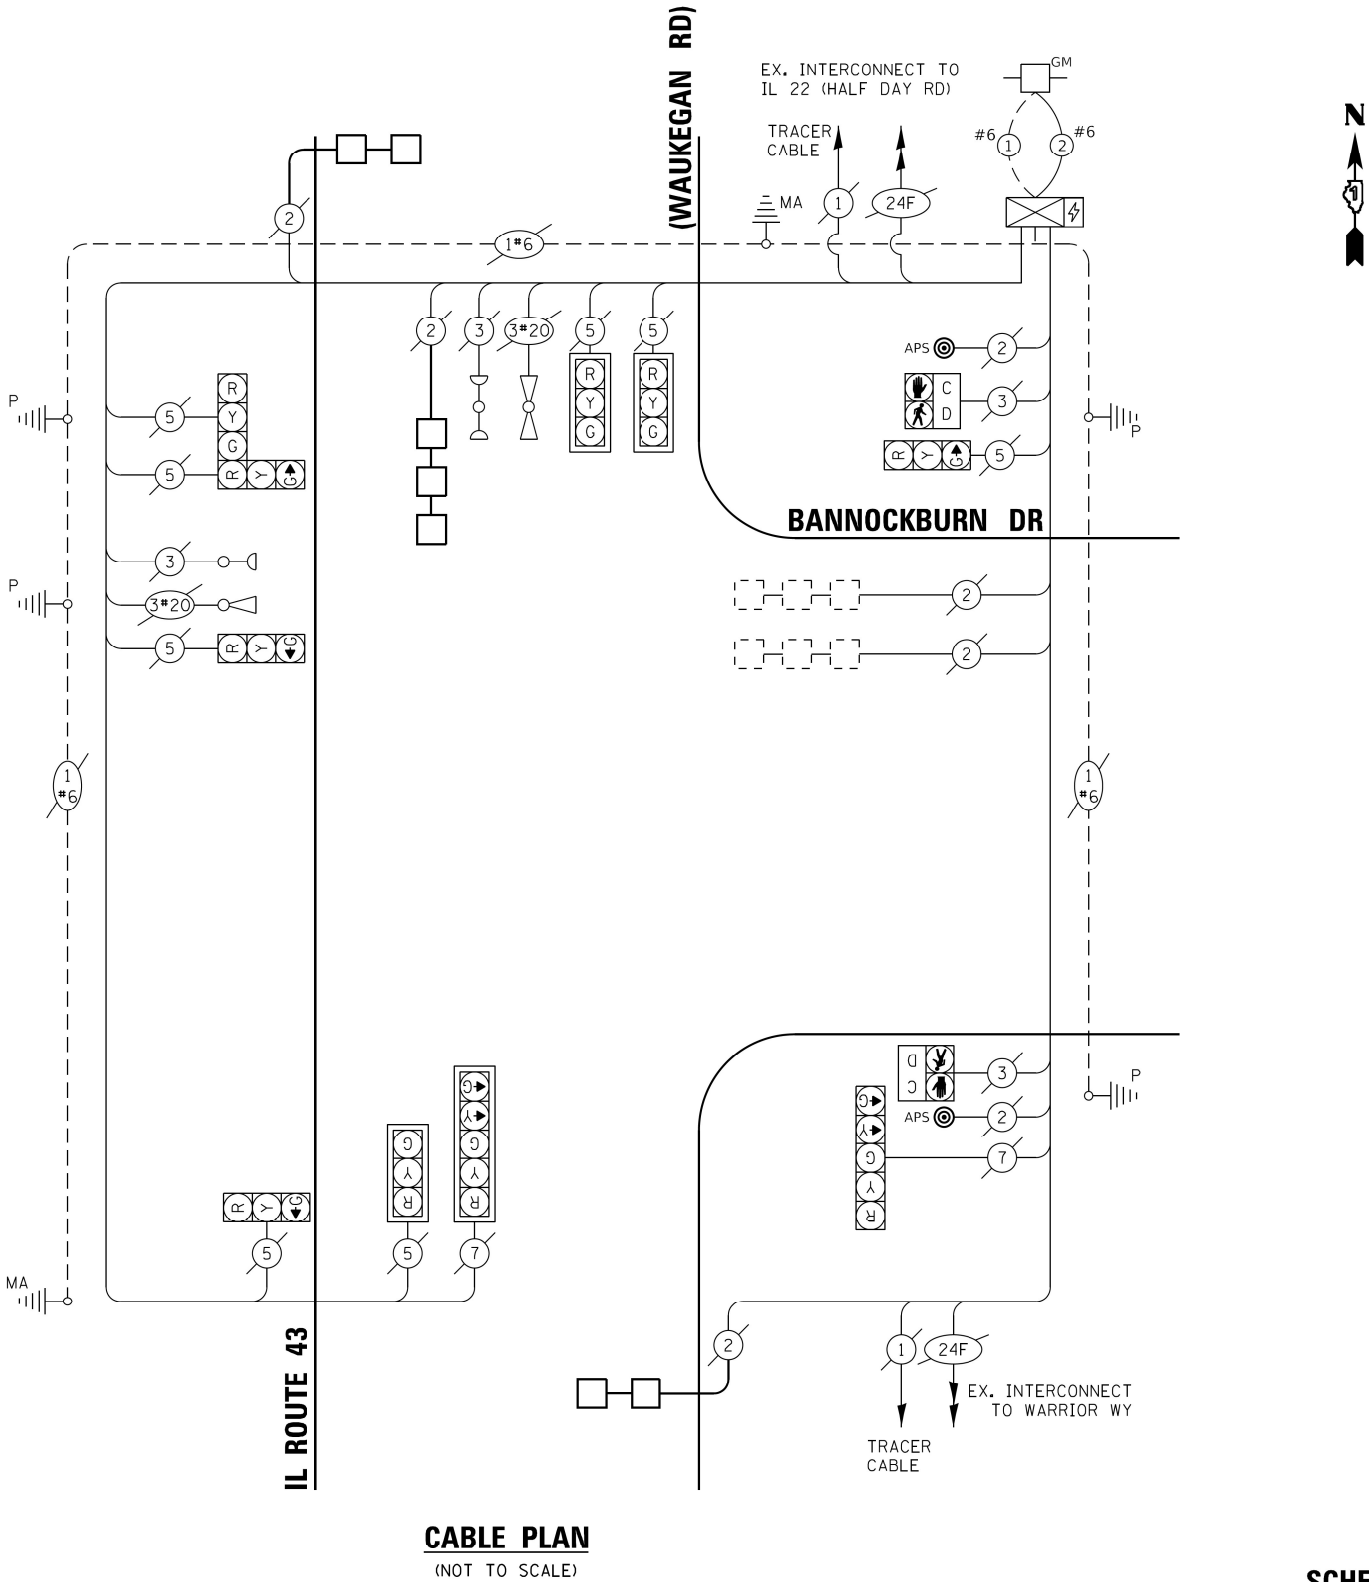 (WAUKEGAN RD)
EX. INTERCONNECT TO
IL 22 (HALF DAY RD)
GM
N
TRACER
CABLE
#6
1
2
#6
1
2
MA
1
24F
1#6
2
3
3#20
5
5
APS
2
R
Y
G
R
Y
G
R
Y
G
C
D
3
P
5
P
R
Y
G
5
5
R
Y
G
BANNOCKBURN DR
3
P
3#20
2
5
R
Y
G
2
1
#6
1
#6
D
C
3
P
G
Y
G
Y
R
G
Y
G
Y
R
APS
2
7
G
Y
R
R
Y
G
5
5
7
MA
IL ROUTE 43
2
1
24F
EX. INTERCONNECT
TO WARRIOR WY
TRACER
CABLE
CABLE PLAN
(NOT TO SCALE)